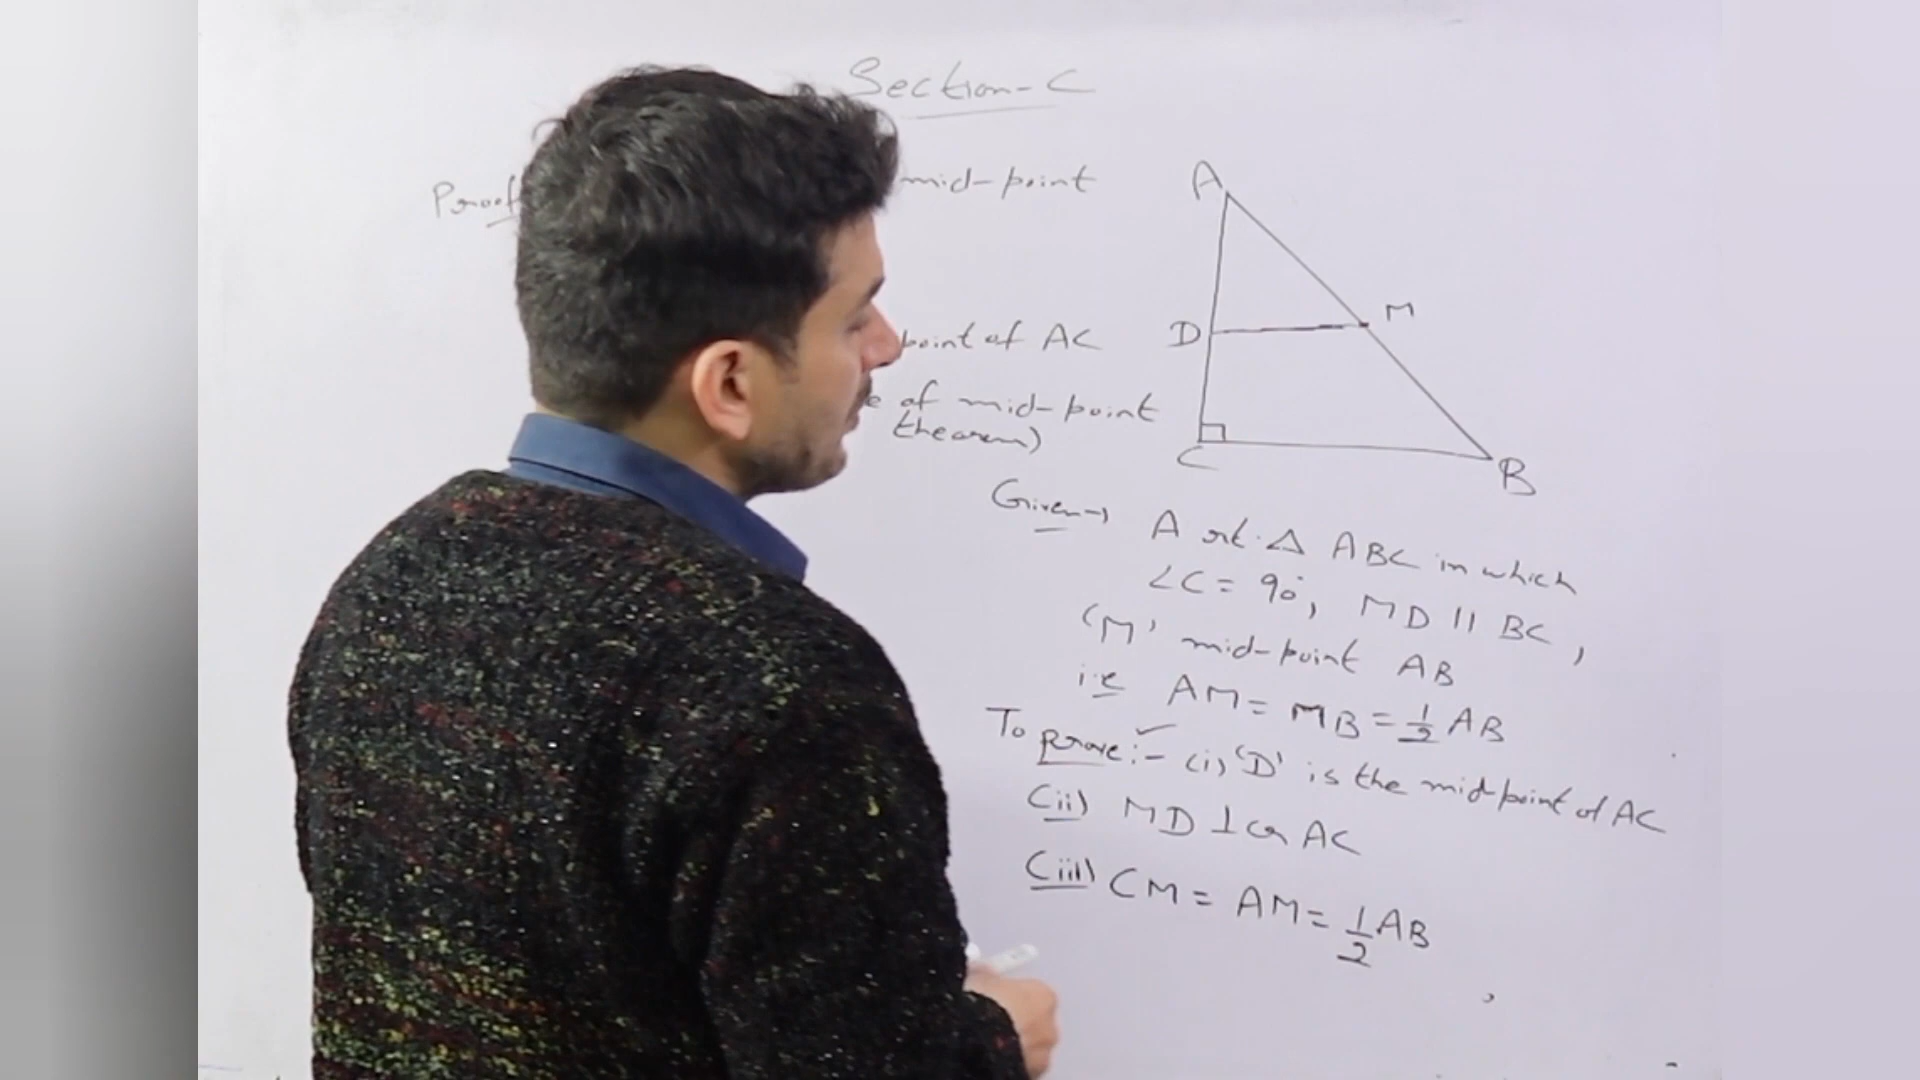 Section-C
Proof mid-point
point of AC
of mid-point
theorem)
A
D
M
C
B
Given→ A rt. △ ABC in which
∠C = 90°, MD || BC,
'M' mid-point AB
i.e AM = MB = 1/2 AB
To prove :- (i) 'D' is the mid-point of AC
(ii) MD ⊥ar AC
(iii) CM = AM = 1/2 AB